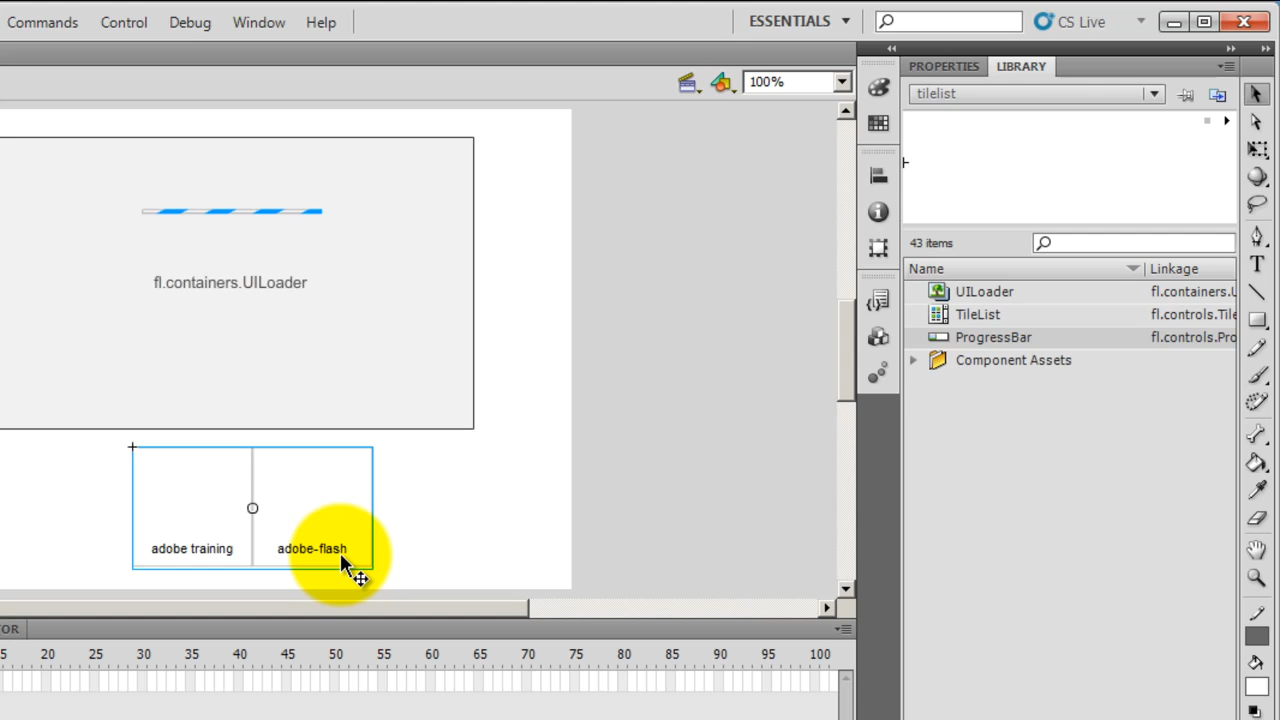 Commands Control Debug Window Help ESSENTIALS CS Live
PROPERTIES LIBRARY
100%
tilelist
43 items
Name Linkage
UILoader fl.containers.U
TileList fl.controls.Tile
ProgressBar fl.controls.Pro
Component Assets
fl.containers.UILoader
adobe training adobe-flash
OR
5 20 25 30 35 40 45 50 55 60 65 70 75 80 85 90 95 100
T